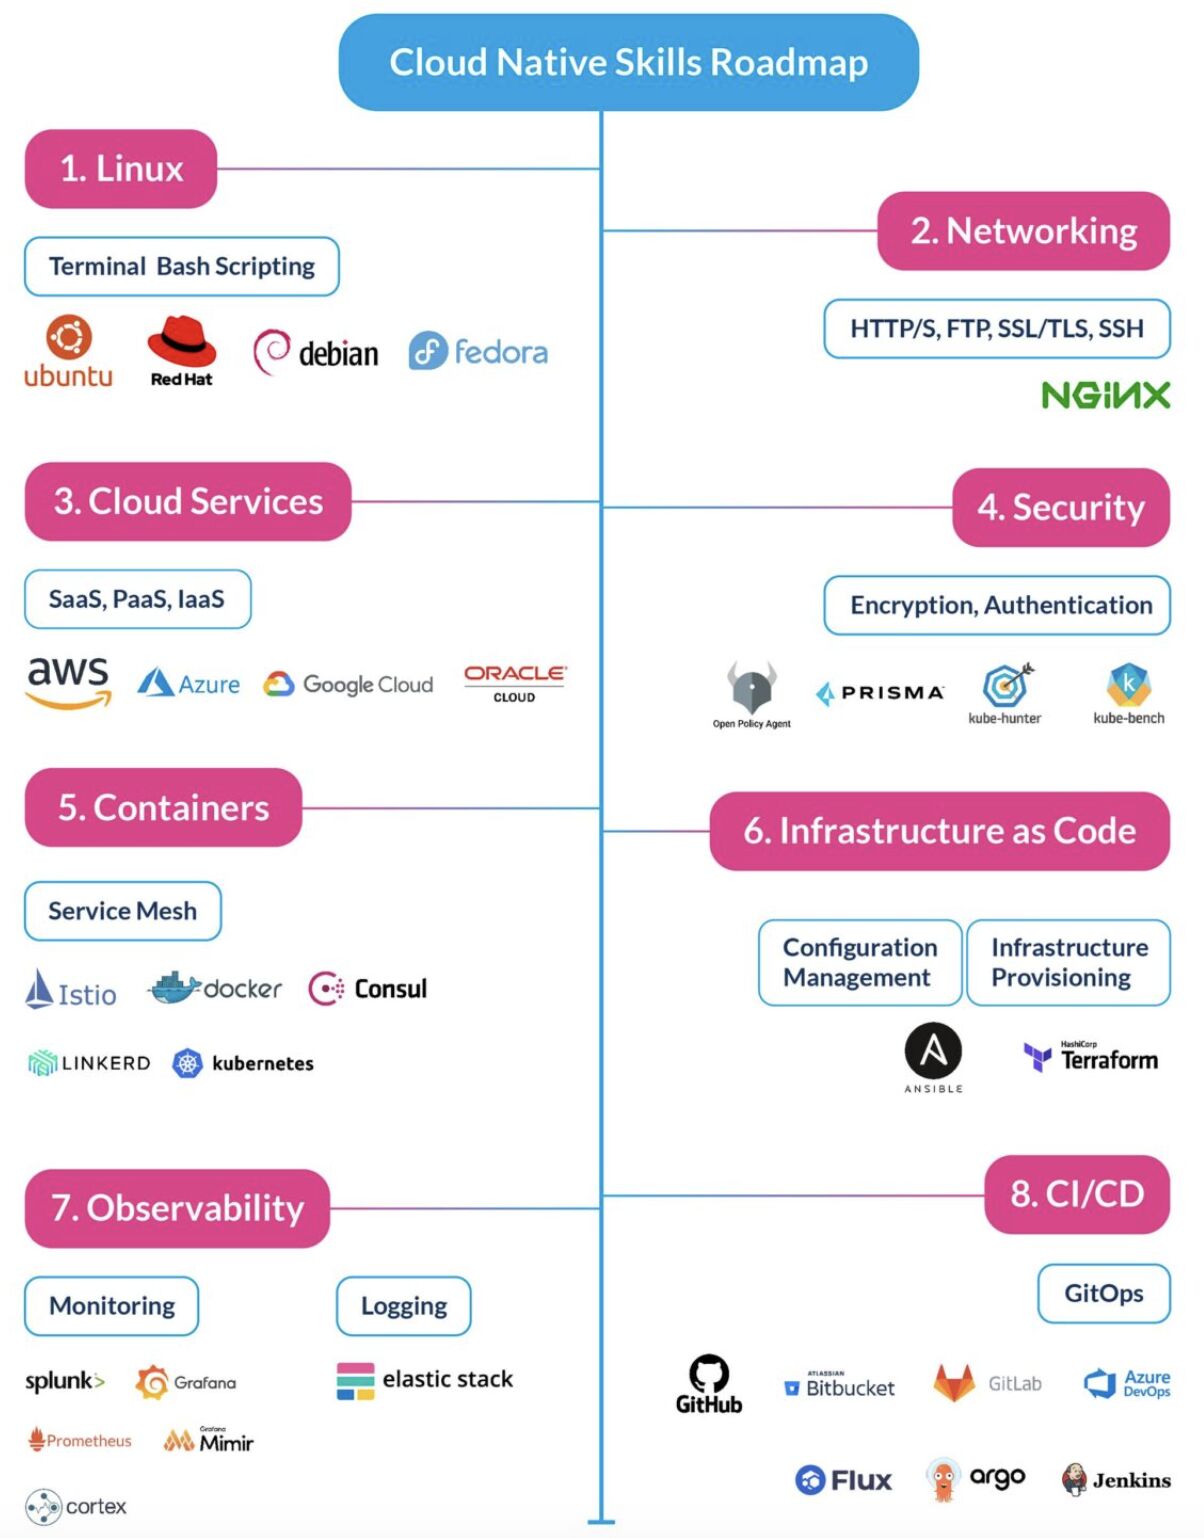 Cloud Native Skills Roadmap
1. Linux
Terminal Bash Scripting
ubuntu
Red Hat
debian
fedora
2. Networking
HTTP/S, FTP, SSL/TLS, SSH
NGiNX
3. Cloud Services
SaaS, PaaS, IaaS
aws
Azure
Google Cloud
ORACLE
CLOUD
4. Security
Encryption, Authentication
Open Policy Agent
PRISMA
kube-hunter
k
kube-bench
5. Containers
Service Mesh
Istio
docker
Consul
LINKERD
kubernetes
6. Infrastructure as Code
Configuration
Management
Infrastructure
Provisioning
A
ANSIBLE
HashiCorp
Terraform
7. Observability
Monitoring
splunk>
Grafana
Prometheus
Grafana
Mimir
cortex
Logging
elastic stack
8. CI/CD
GitOps
GitHub
ATLASSIAN
Bitbucket
GitLab
Azure
DevOps
Flux
argo
Jenkins